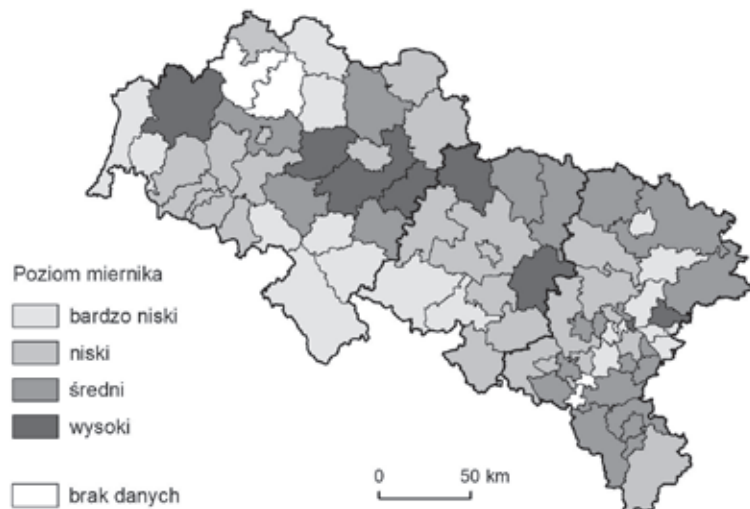 Poziom miernika
bardzo niski
niski
średni
wysoki
brak danych
0 50 km